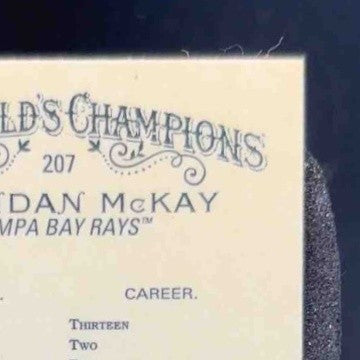 LD'S CHAMPIONS
207
DAN McKAY
MPA BAY RAYS™
CAREER.
THIRTEEN
TWO